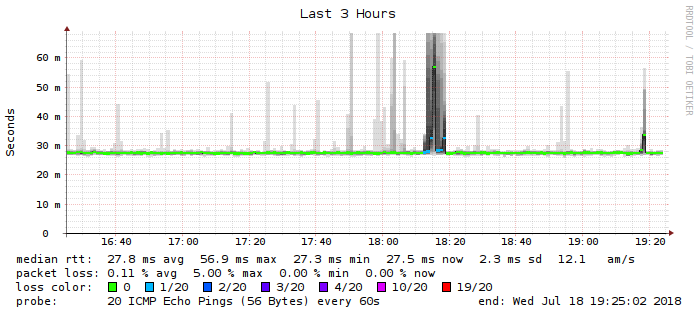 Last 3 Hours
RRDTOOL / TOBI OETIKER
Seconds
60 m
50 m
40 m
30 m
20 m
10 m
0
16:40 17:00 17:20 17:40 18:00 18:20 18:40 19:00 19:20
median rtt: 27.8 ms avg 56.9 ms max 27.3 ms min 27.5 ms now 2.3 ms sd 12.1 am/s
packet loss: 0.11 % avg 5.00 % max 0.00 % min 0.00 % now
loss color: 0 1/20 2/20 3/20 4/20 10/20 19/20
probe: 20 ICMP Echo Pings (56 Bytes) every 60s end: Wed Jul 18 19:25:02 2018